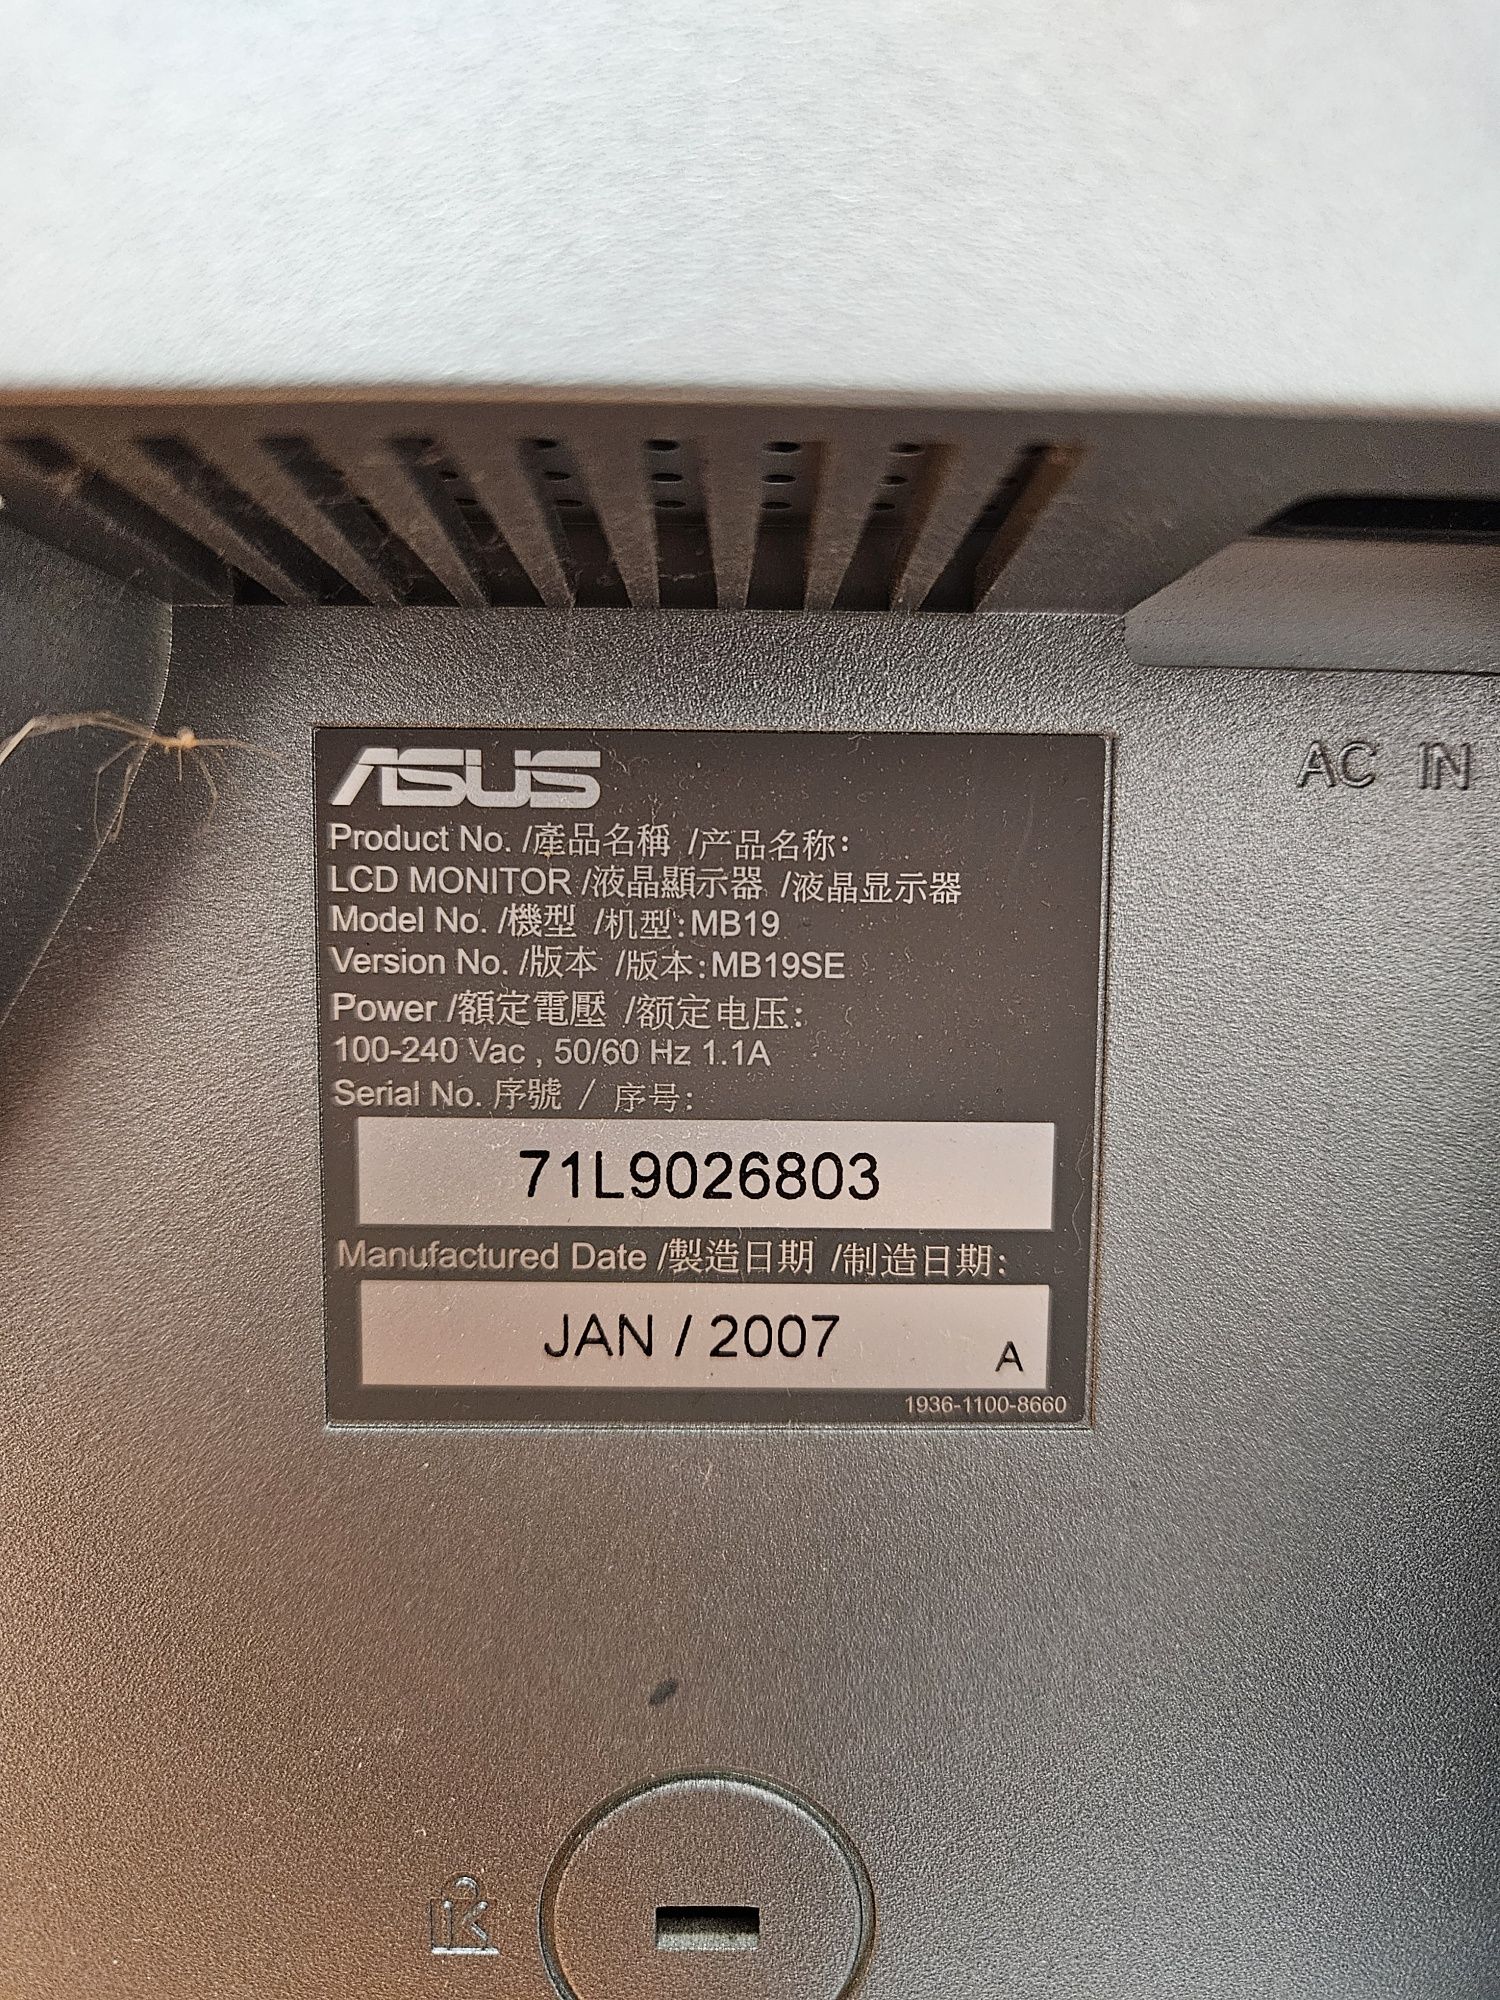 ASUS
Product No. /產品名稱 /产品名称:
LCD MONITOR /液晶顯示器 /液晶显示器
Model No. /機型 /机型:MB19
Version No. /版本 /版本:MB19SE
Power /額定電壓 /额定电压:
100-240 Vac , 50/60 Hz 1.1A
Serial No. 序號 / 序号:
71L9026803
Manufactured Date /製造日期 /制造日期:
JAN / 2007
A
1936-1100-8660
AC IN
K